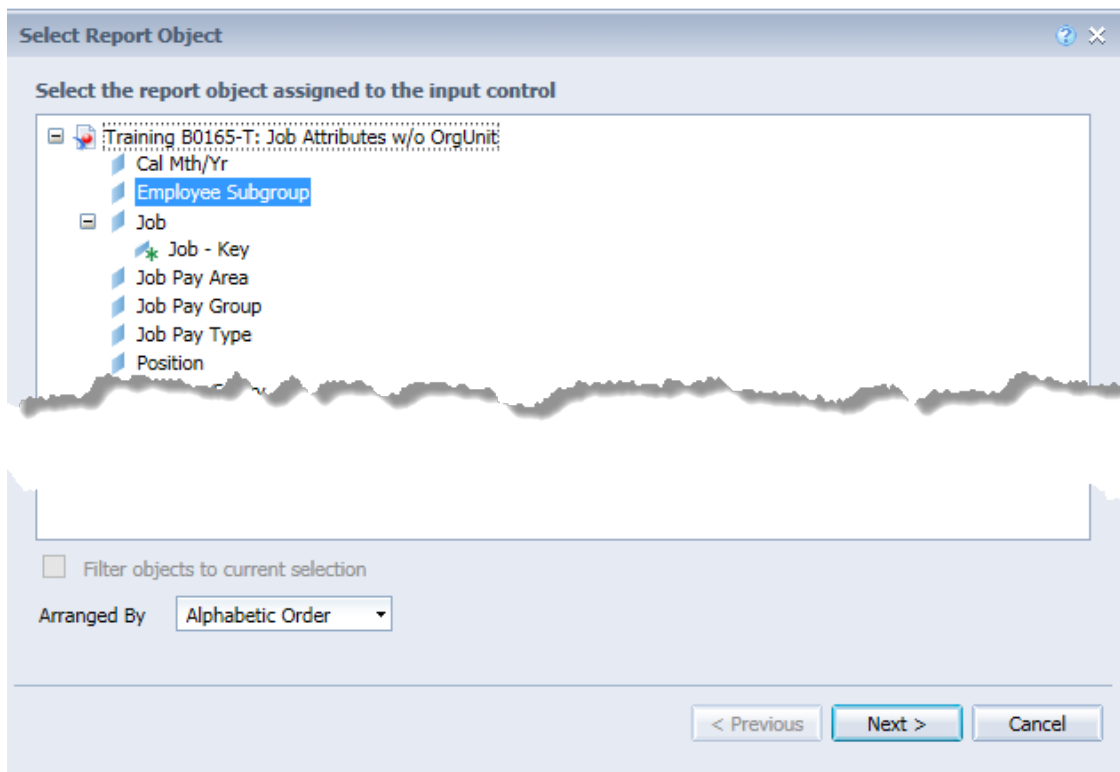 Select Report Object
Select the report object assigned to the input control
Training B0165-T: Job Attributes w/o OrgUnit
Cal Mth/Yr
Employee Subgroup
Job
Job - Key
Job Pay Area
Job Pay Group
Job Pay Type
Position
Filter objects to current selection
Arranged By Alphabetic Order
< Previous Next > Cancel